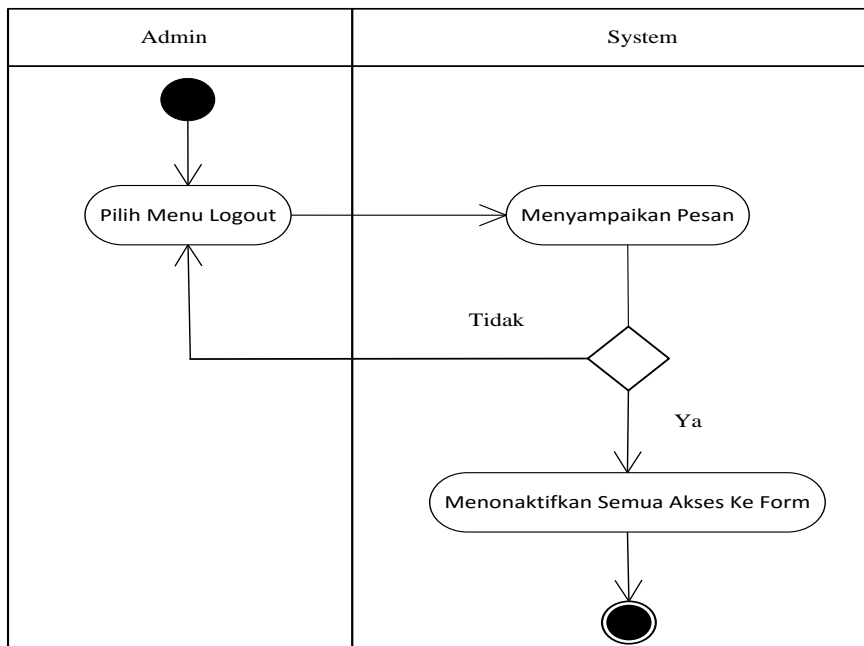 Admin
System
Pilih Menu Logout
Menyampaikan Pesan
Tidak
Ya
Menonaktifkan Semua Akses Ke Form